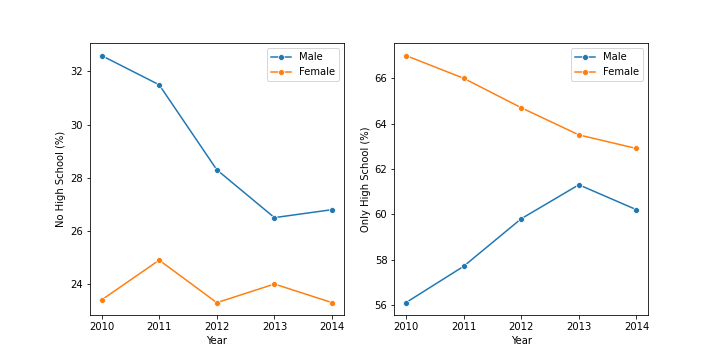 No High School (%)
32
30
28
26
24
2010 2011 2012 2013 2014
Year
Male
Female
Only High School (%)
66
64
62
60
58
56
2010 2011 2012 2013 2014
Year
Male
Female